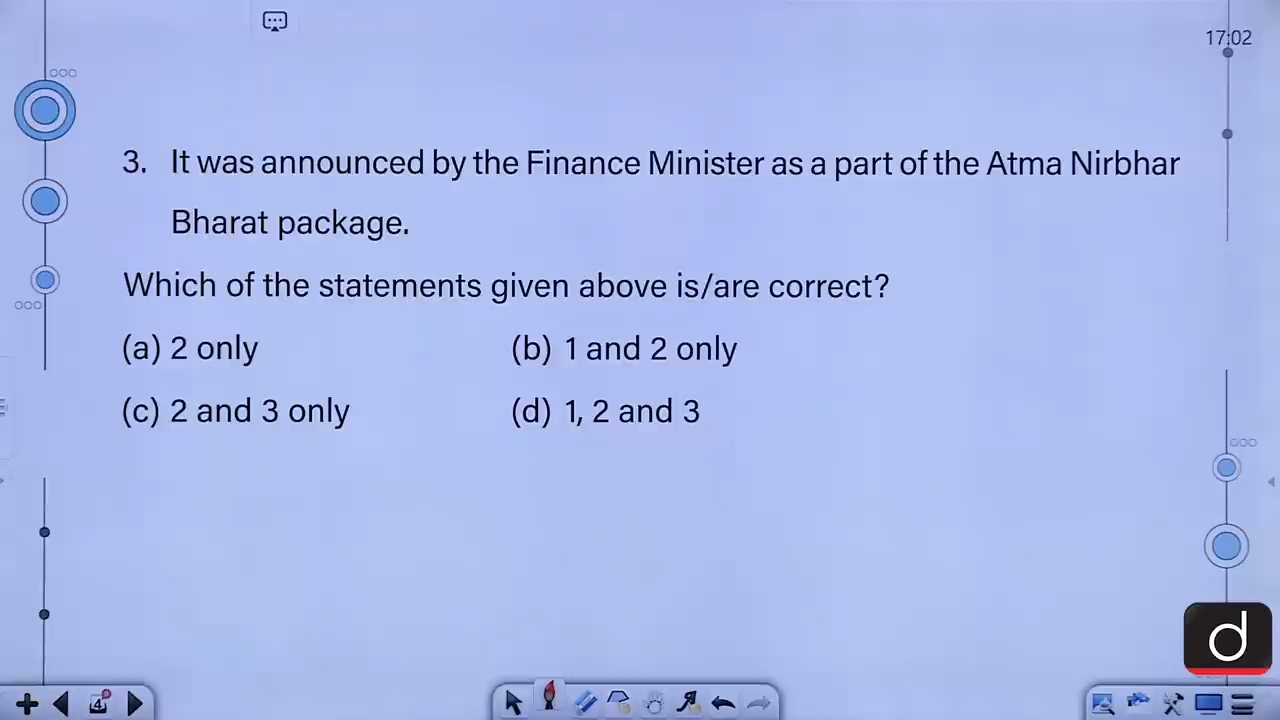 17:02
3. It was announced by the Finance Minister as a part of the Atma Nirbhar
Bharat package.
Which of the statements given above is/are correct?
(a) 2 only (b) 1 and 2 only
(c) 2 and 3 only (d) 1, 2 and 3
d
4